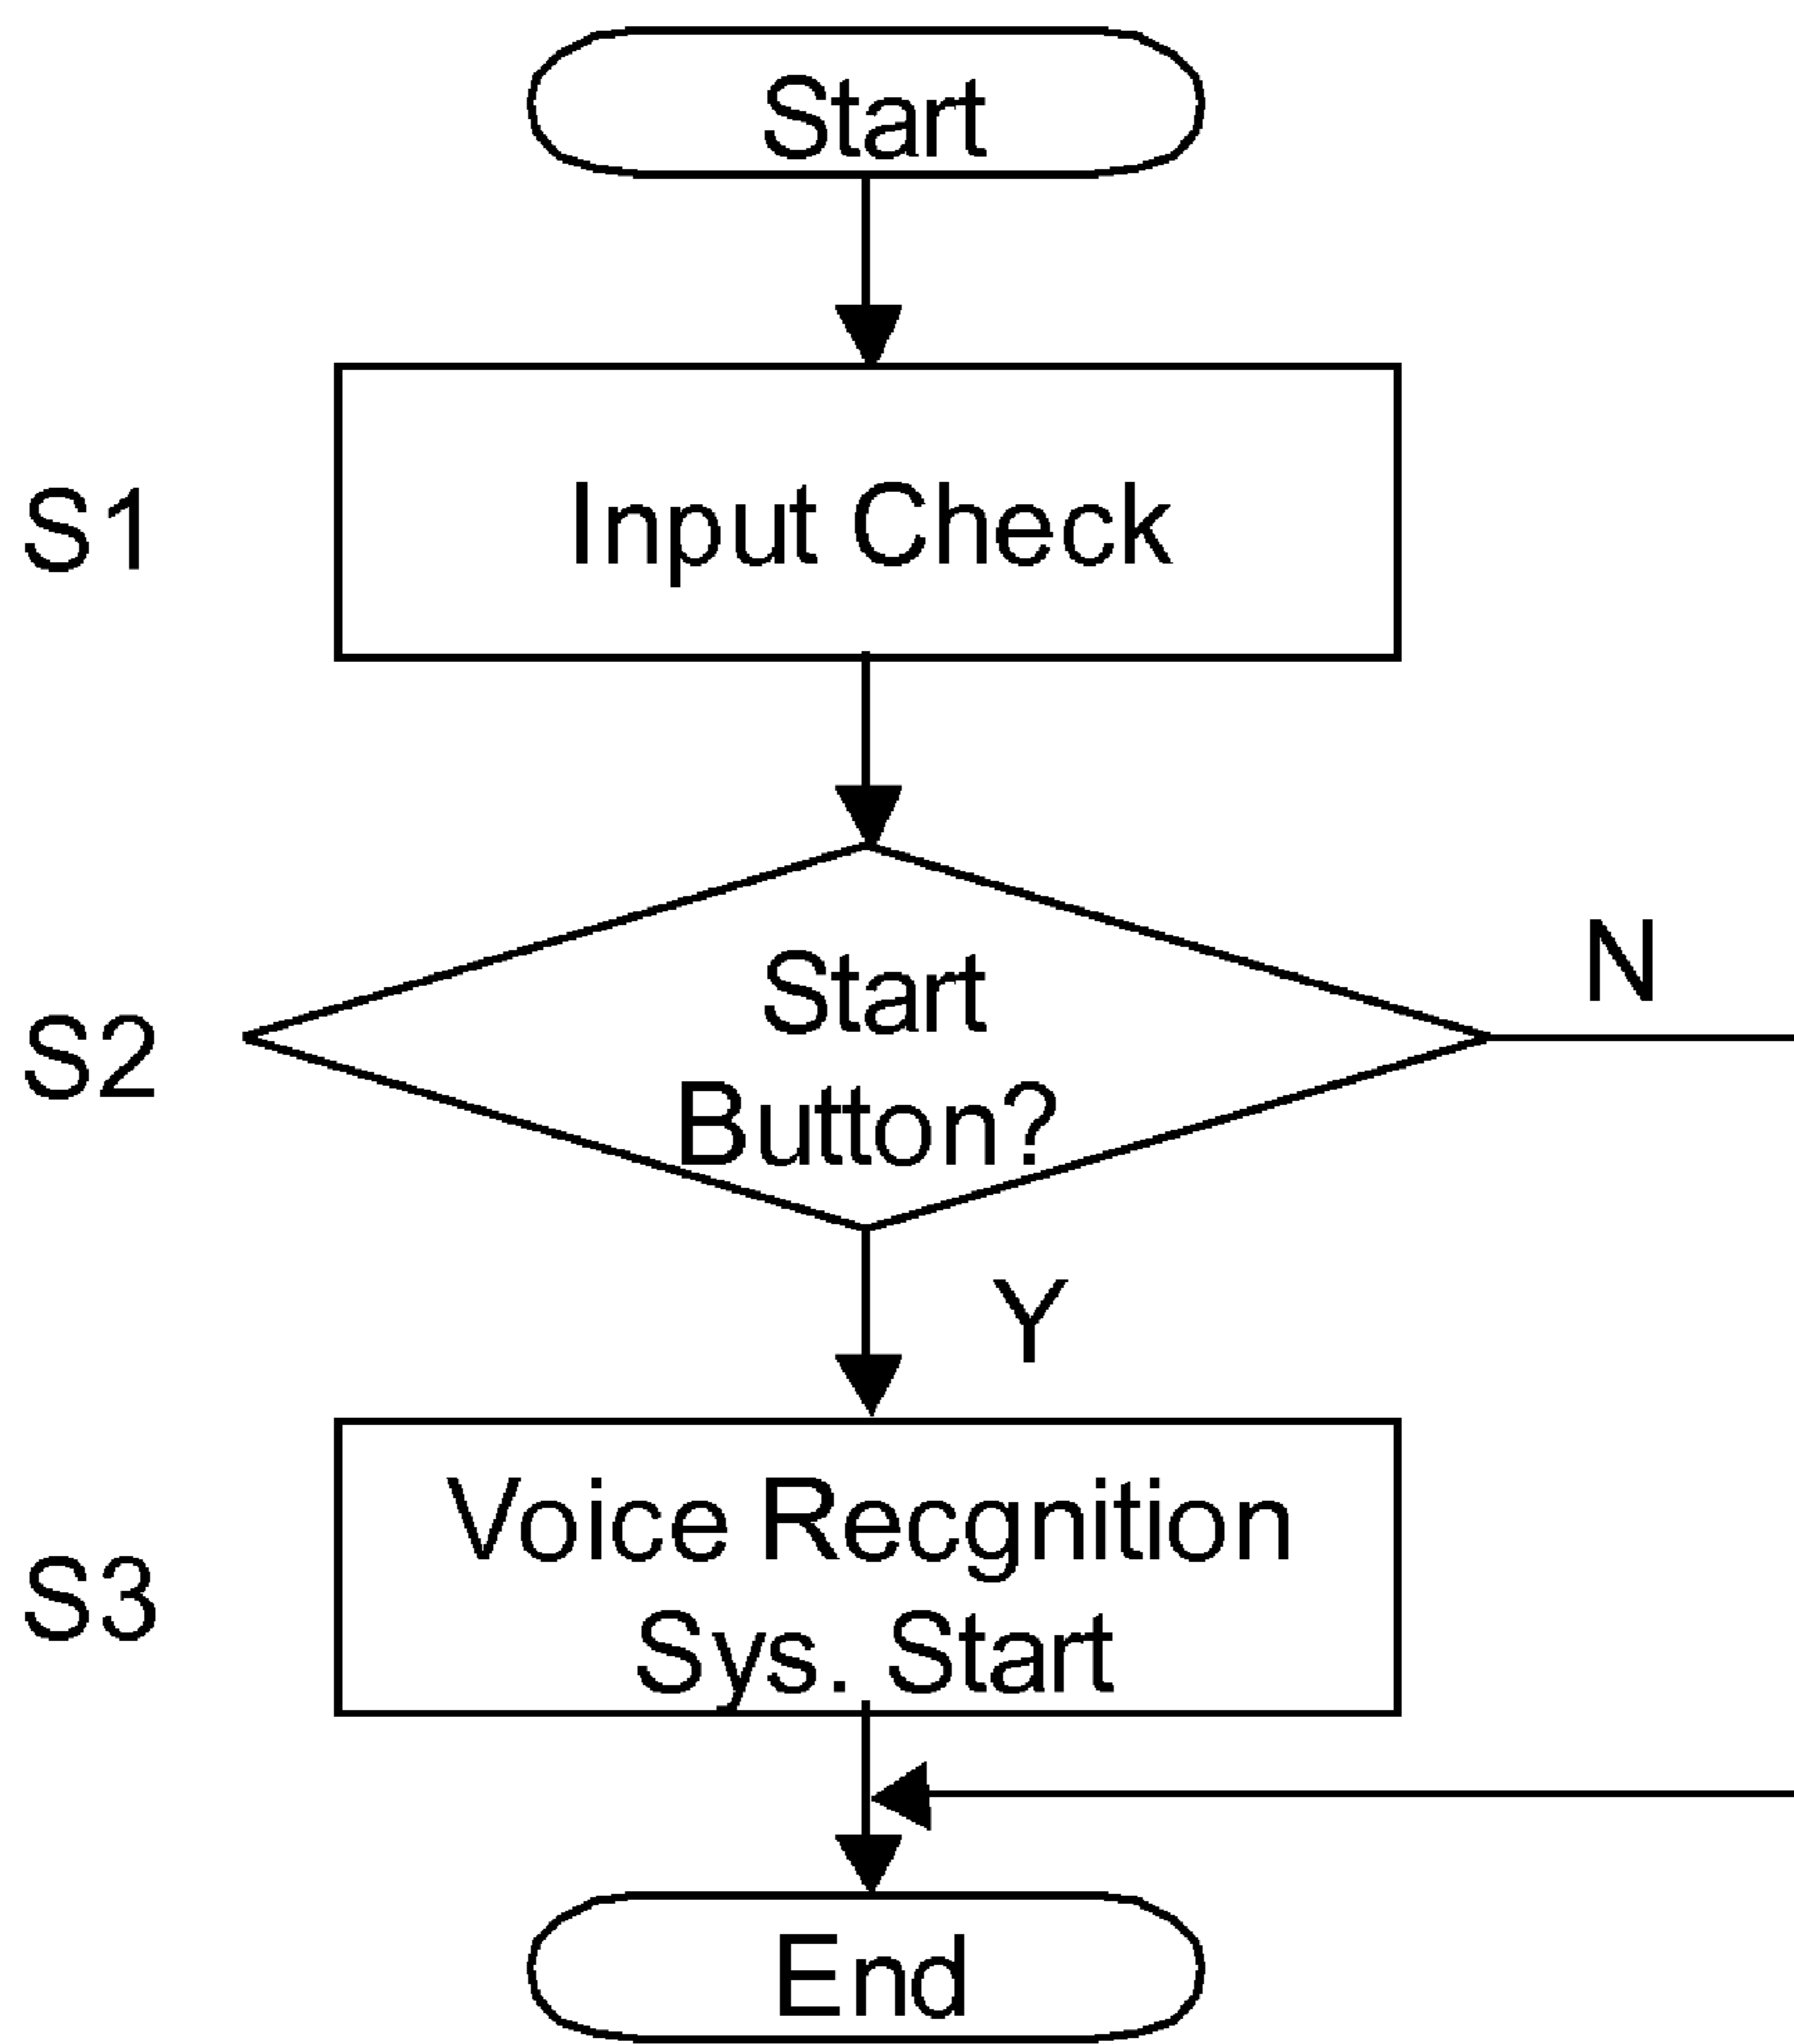 Start
S1
Input Check
S2
Start
Button?
N
Y
S3
Voice Recgnition
Sys. Start
End